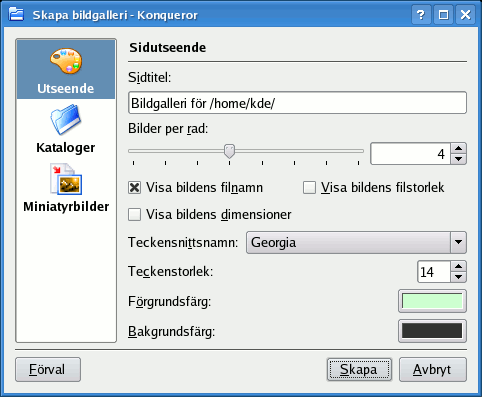 Skapa bildgalleri - Konqueror
Utseende
Kataloger
Miniatyrbilder
Sidutseende
Sidtitel:
Bildgalleri för /home/kde/
Bilder per rad:
4
Visa bildens filnamn
Visa bildens filstorlek
Visa bildens dimensioner
Teckensnittsnamn:
Georgia
Teckenstorlek:
14
Förgrundsfärg:
Bakgrundsfärg:
Förval
Skapa
Avbryt